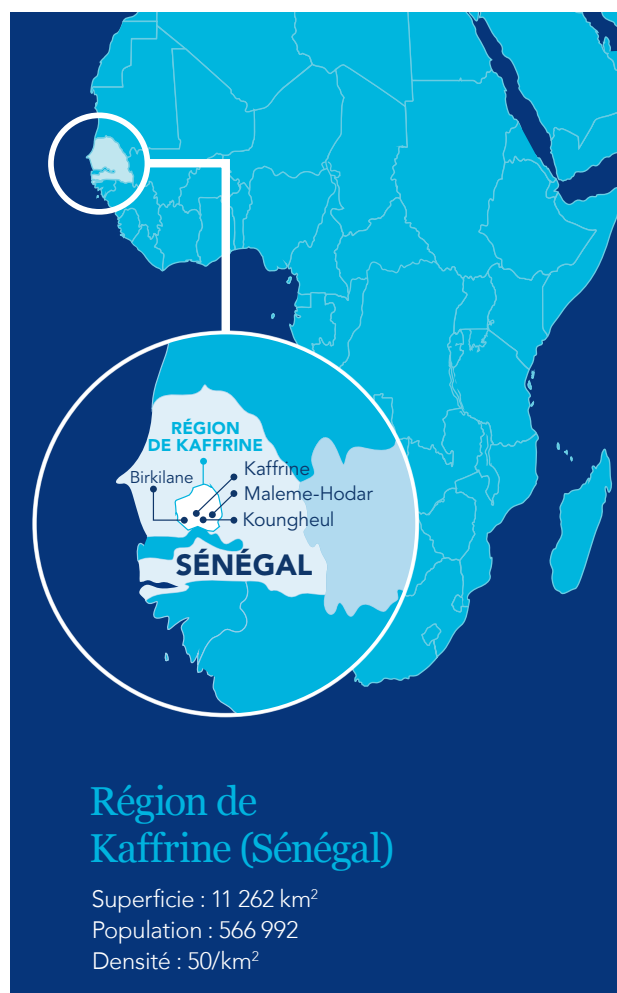 RÉGION
DE KAFFRINE
Birkilane
Kaffrine
Maleme-Hodar
Koungheul
SÉNÉGAL
Région de
Kaffrine (Sénégal)
Superficie : 11 262 km²
Population : 566 992
Densité : 50/km²